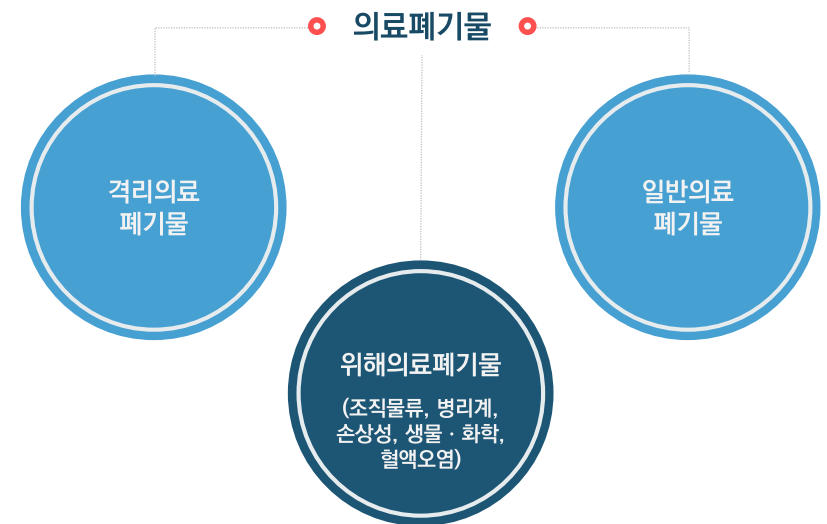 의료폐기물
격리의료
폐기물
일반의료
폐기물
위해의료폐기물
(조직물류, 병리계,
손상성, 생물 · 화학,
혈액오염)